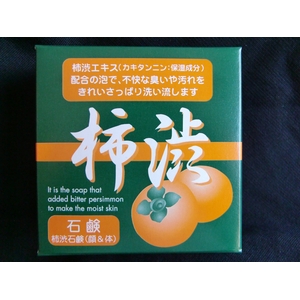 柿渋エキス(カキタンニン:保湿成分)
配合の泡で、不快な臭いや汚れを
きれいさっぱり洗い流します
柿渋
It is the soap that
added bitter persimmon
to make the moist skin
石鹸
柿渋石鹸(顔&体)